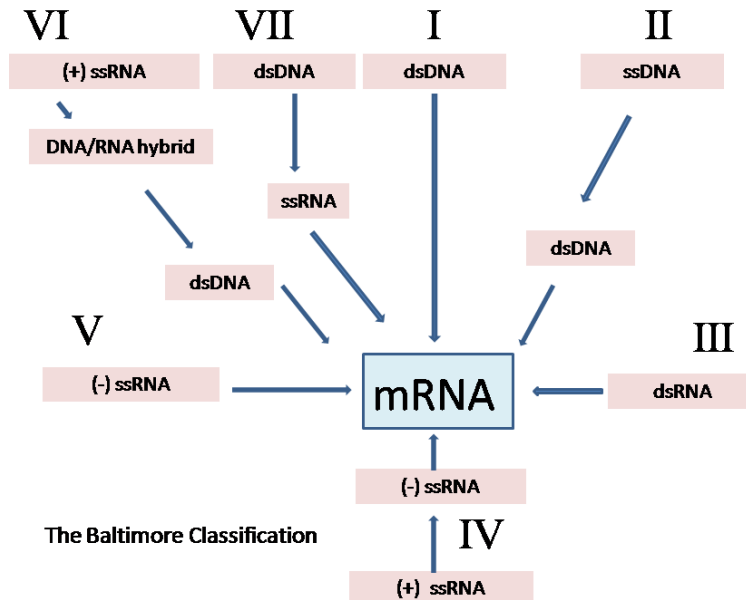 VI
VII
I
II
(+) ssRNA
dsDNA
dsDNA
ssDNA
DNA/RNA hybrid
ssRNA
dsDNA
dsDNA
V
III
(-) ssRNA
mRNA
dsRNA
(-) ssRNA
The Baltimore Classification
IV
(+) ssRNA